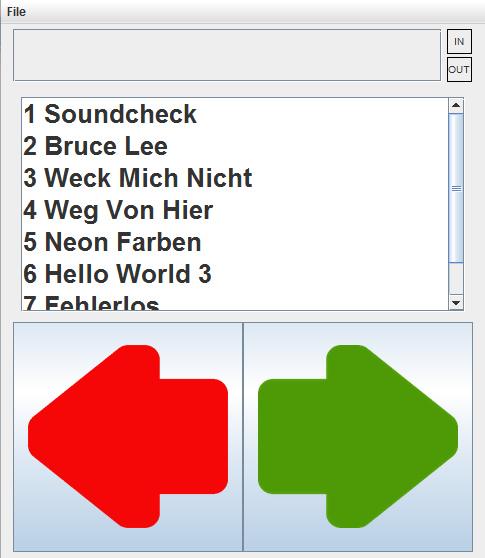 File
IN
OUT
1 Soundcheck
2 Bruce Lee
3 Weck Mich Nicht
4 Weg Von Hier
5 Neon Farben
6 Hello World 3
7 Fehlerlos